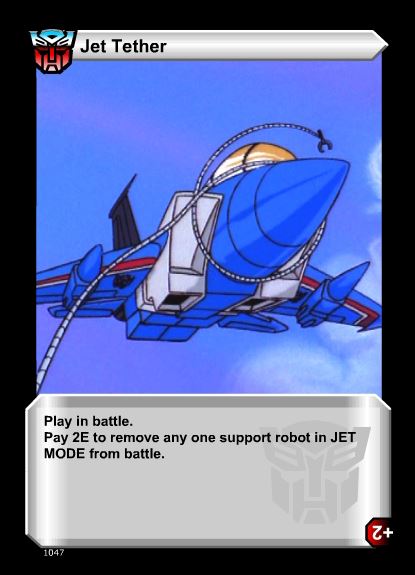 Jet Tether
Play in battle.
Pay 2E to remove any one support robot in JET
MODE from battle.
1047
+2